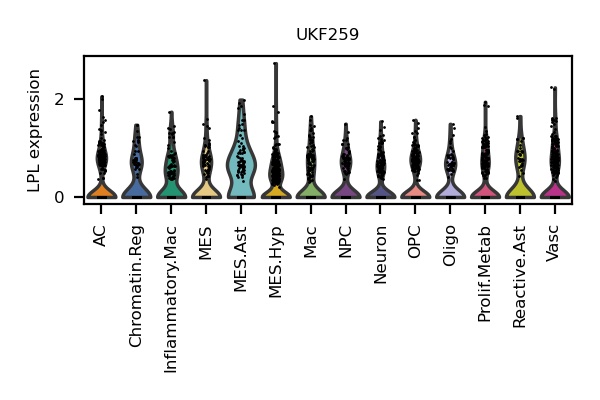 UKF259
LPL expression
2
0
AC
Chromatin.Reg
Inflammatory.Mac
MES
MES.Ast
MES.Hyp
Mac
NPC
Neuron
OPC
Oligo
Prolif.Metab
Reactive.Ast
Vasc